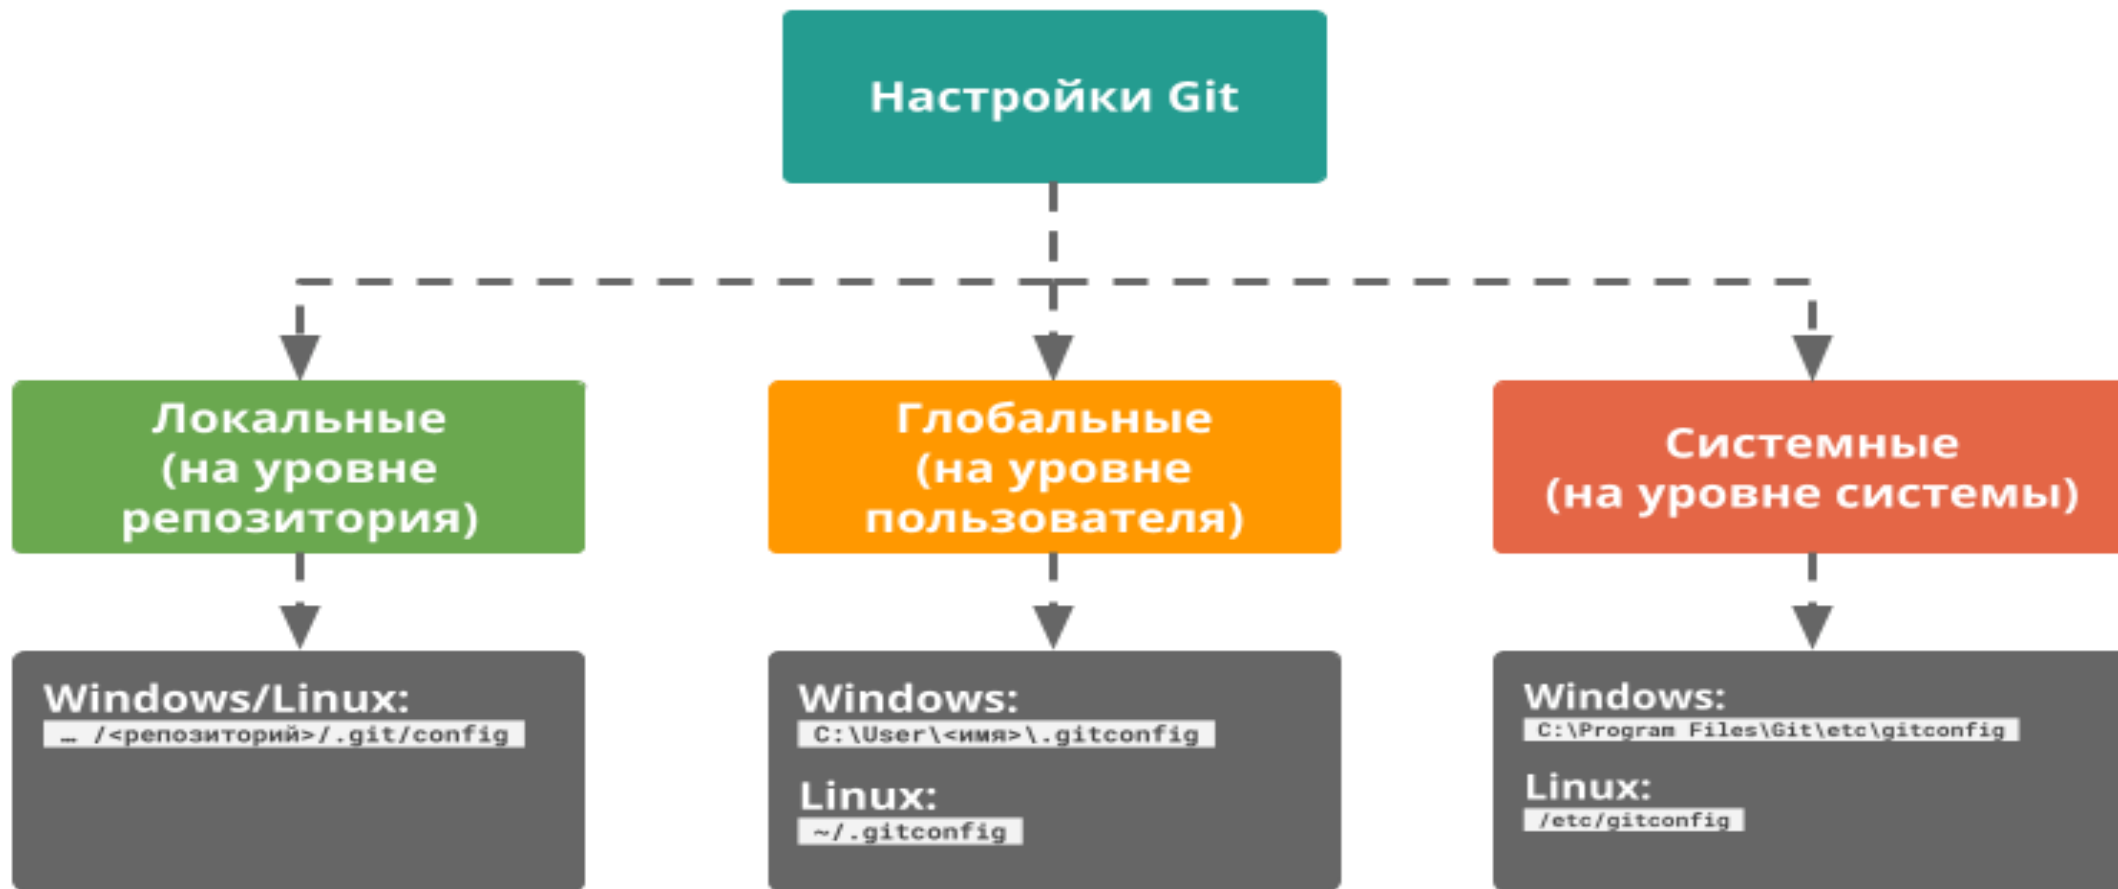 Настройки Git
Локальные
(на уровне
репозитория)
Глобальные
(на уровне
пользователя)
Системные
(на уровне системы)
Windows/Linux:
… /<репозиторий>/.git/config
Windows:
C:\User\<имя>\.gitconfig
Linux:
~/.gitconfig
Windows:
C:\Program Files\Git\etc\gitconfig
Linux:
/etc/gitconfig